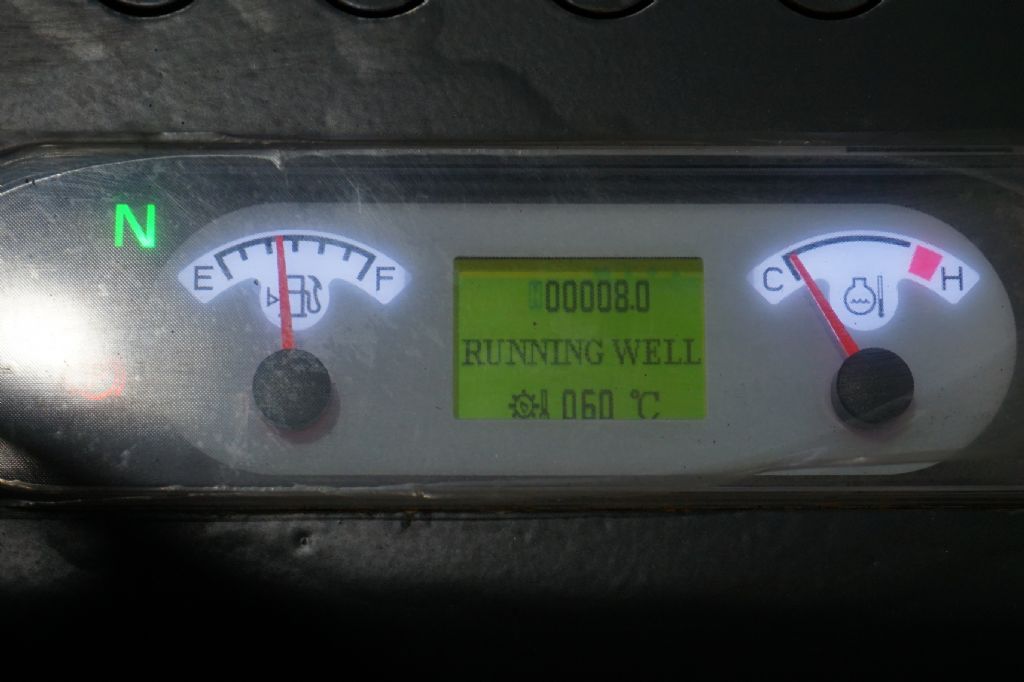 N
E F
00008.0
RUNNING WELL
060 °C
C H